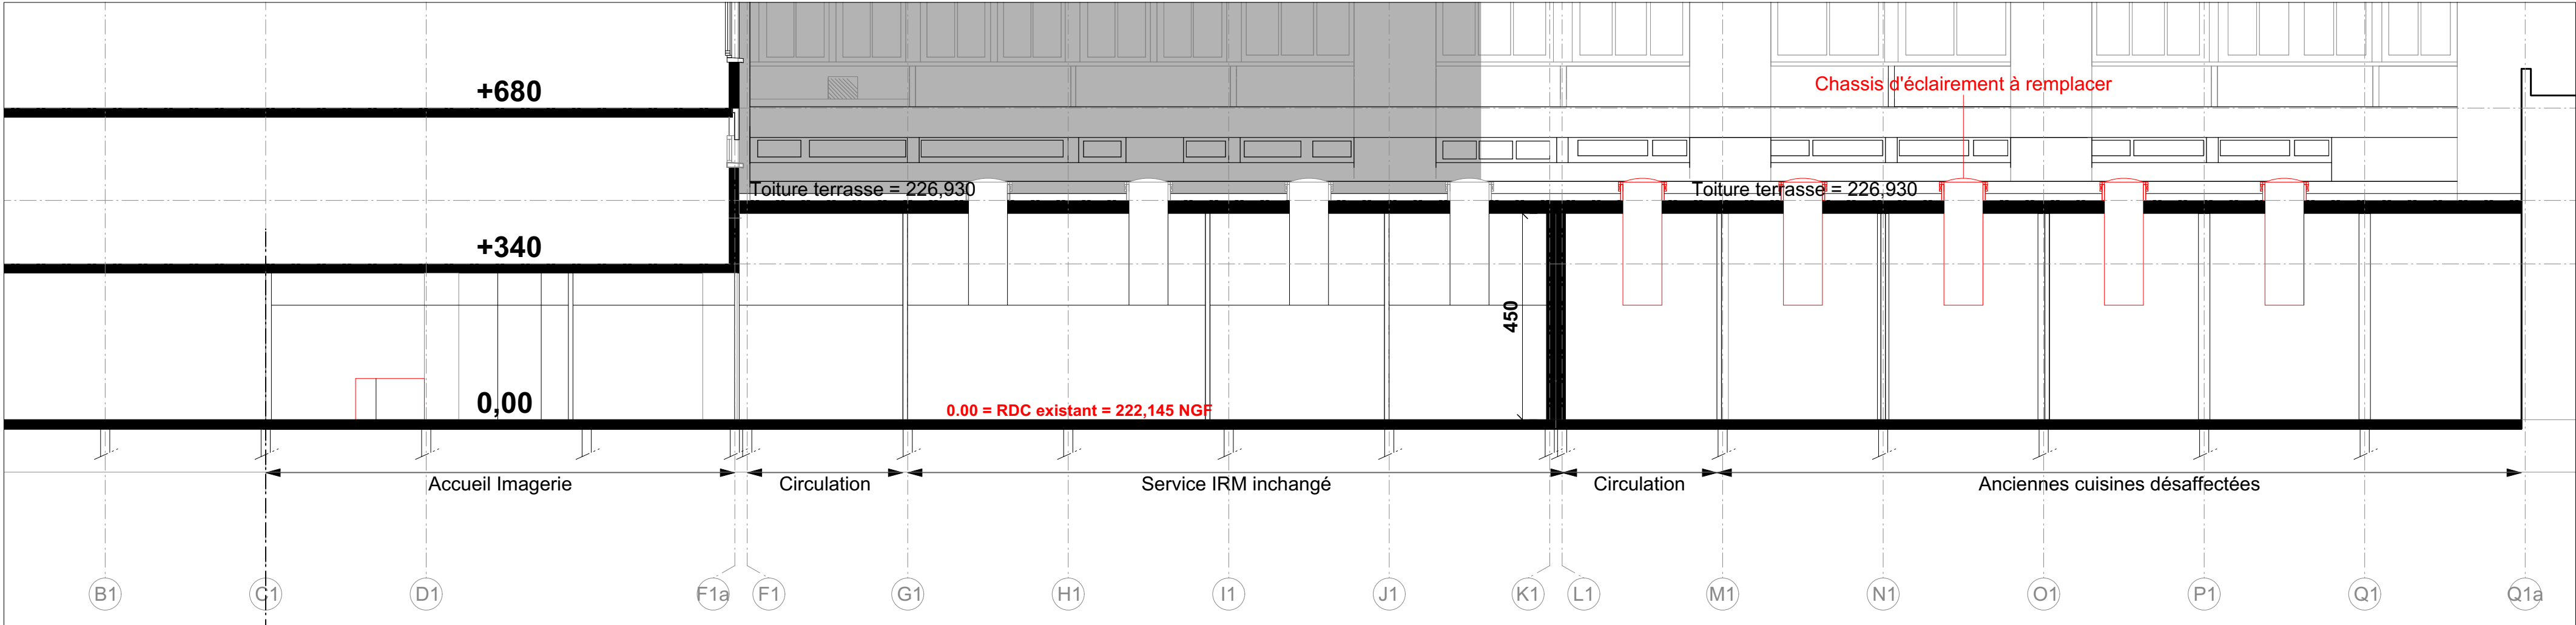 Chassis d'éclairement à remplacer
+680
Toiture terrasse = 226,930
Toiture terrasse = 226,930
+340
450
0,00
0.00 = RDC existant = 222,145 NGF
Accueil Imagerie
Circulation
Service IRM inchangé
Circulation
Anciennes cuisines désaffectées
B1
C1
D1
F1a
F1
G1
H1
I1
J1
K1
L1
M1
N1
O1
P1
Q1
Q1a